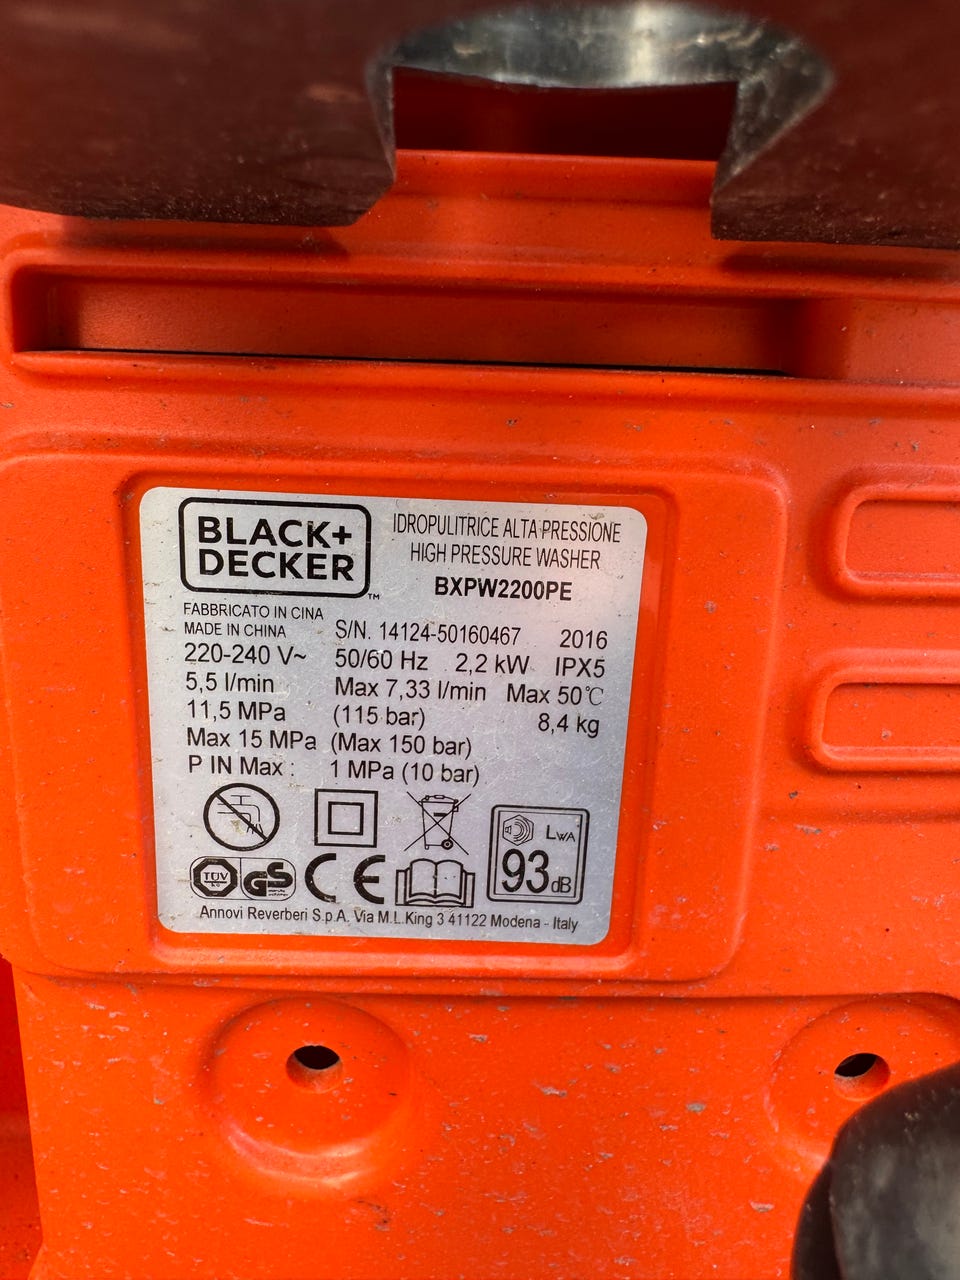 BLACK+
DECKER
TM
IDROPULITRICE ALTA PRESSIONE
HIGH PRESSURE WASHER
BXPW2200PE
FABBRICATO IN CINA
MADE IN CHINA
S/N. 14124-50160467 2016
220-240 V~ 50/60 Hz 2,2 kW IPX5
5,5 l/min Max 7,33 l/min Max 50℃
11,5 MPa (115 bar) 8,4 kg
Max 15 MPa (Max 150 bar)
P IN Max : 1 MPa (10 bar)
LWA
93 dB
TÜV
GS
CE
Annovi Reverberi S.p.A. Via M.L.King 3 41122 Modena - Italy